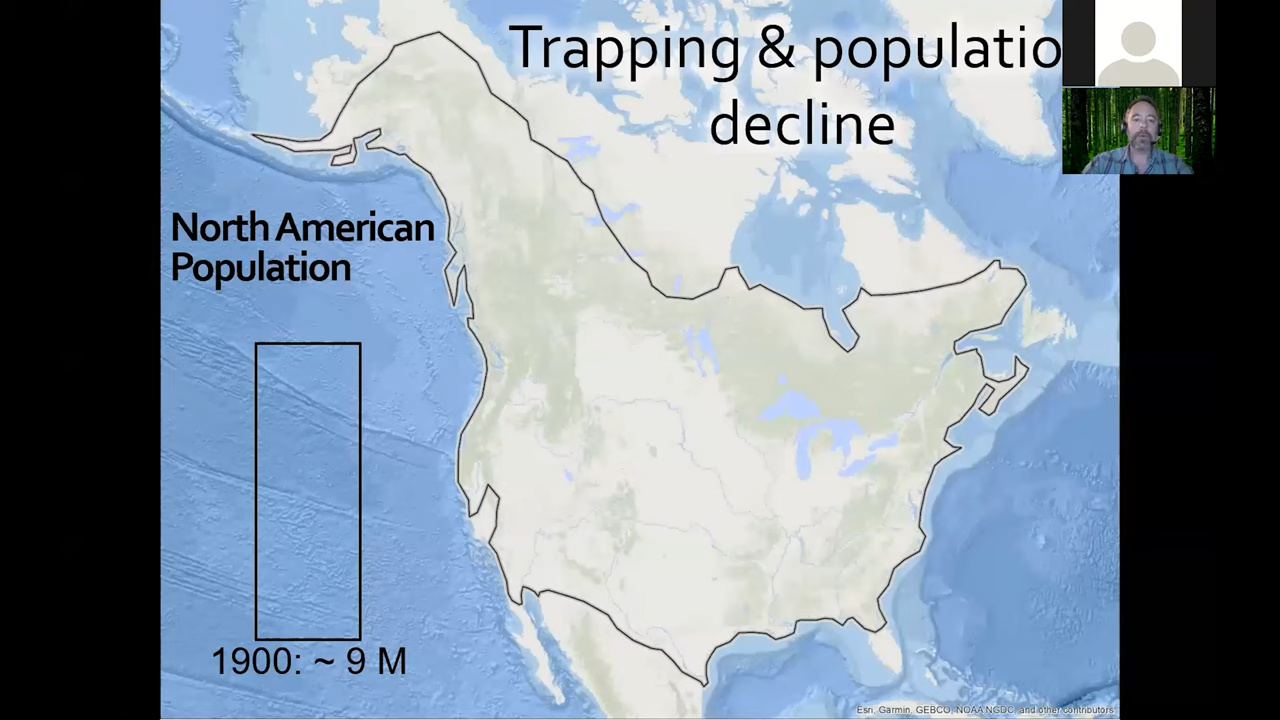 Trapping & populatio
decline
North American
Population
1900: ~ 9 M
Esri, Garmin, GEBCO, NOAA NGDC, and other contributors